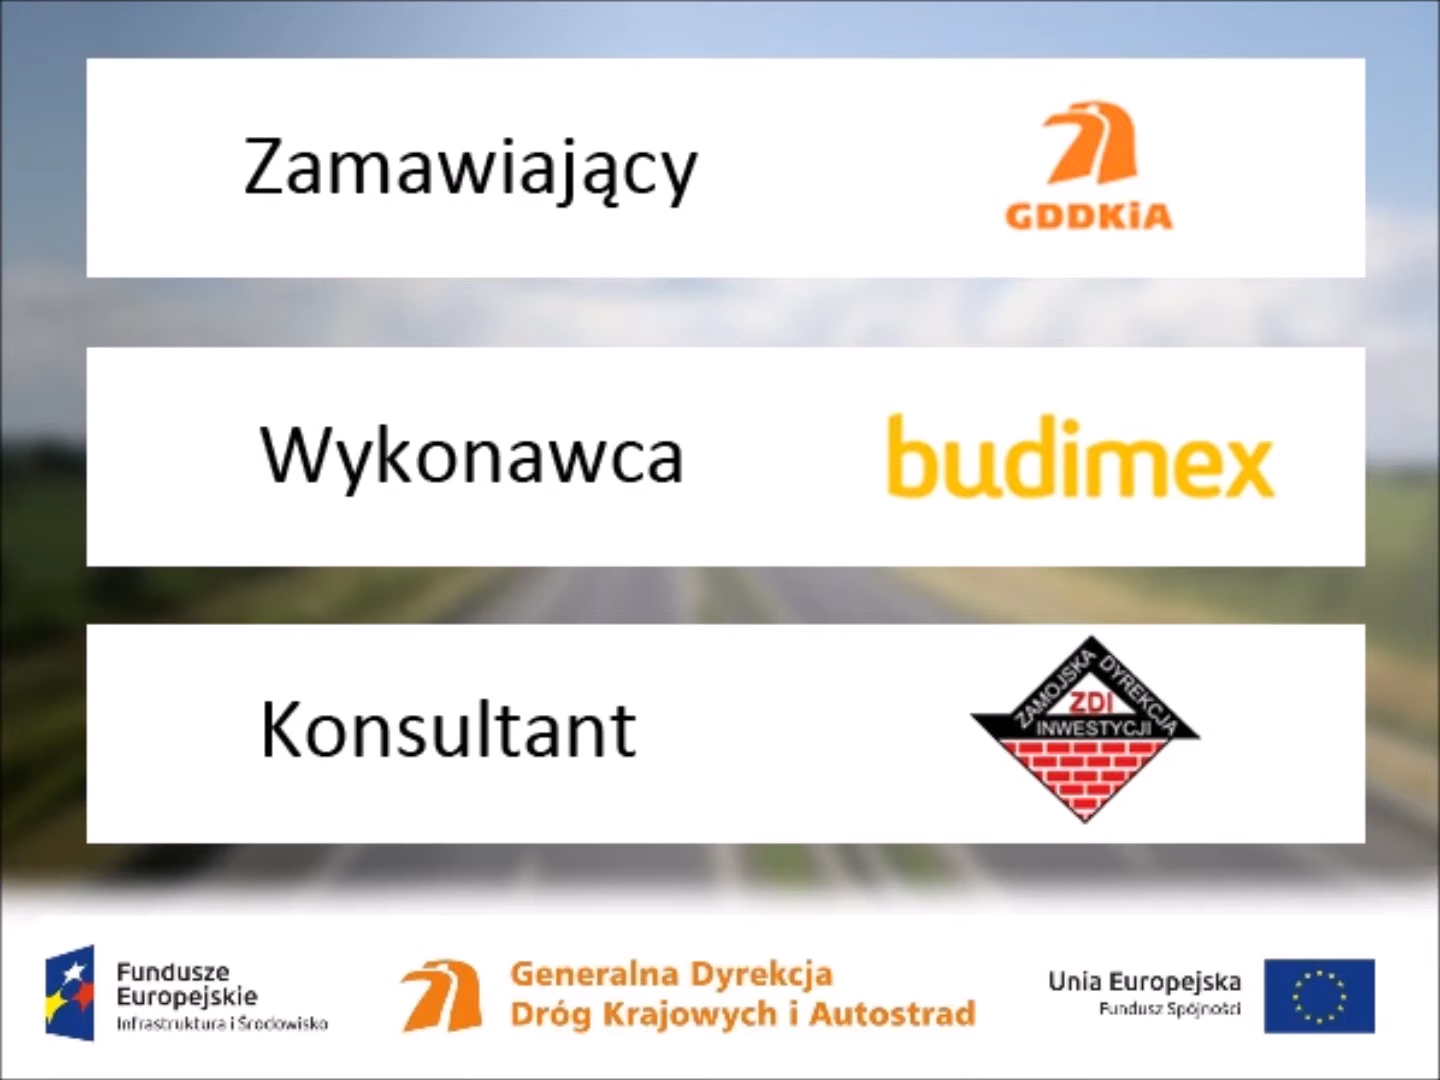 Zamawiający
GDDKiA
Wykonawca
budimex
Konsultant
ZAMOJSKA DYREKCJA
ZDI
INWESTYCJI
Fundusze
Europejskie
Infrastruktura i Środowisko
Generalna Dyrekcja
Dróg Krajowych i Autostrad
Unia Europejska
Fundusz Spójności